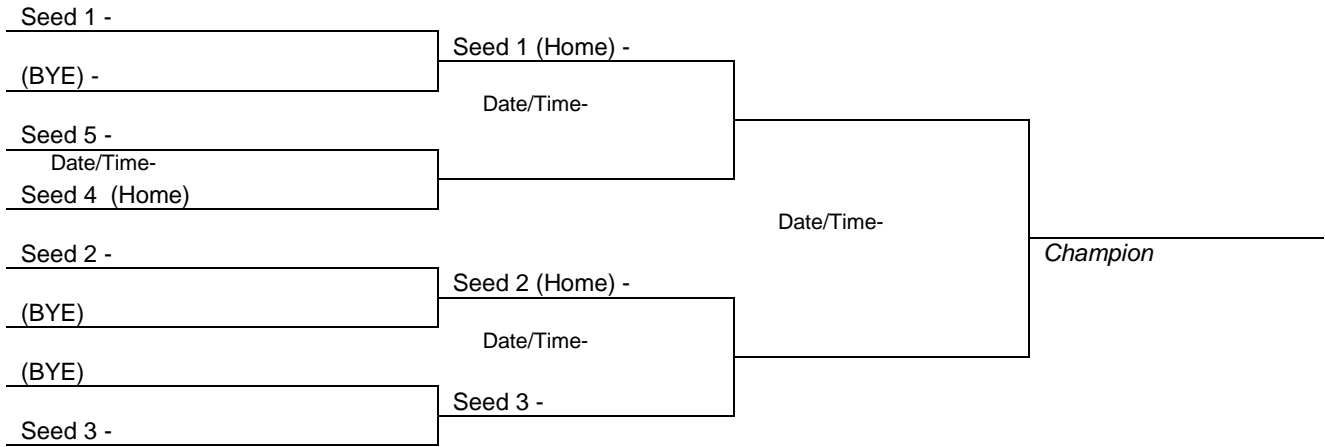 Seed 1 -
Seed 1 (Home) -
(BYE) -
Date/Time-
Seed 5 -
Date/Time-
Seed 4 (Home)
Date/Time-
Seed 2 -
Champion
Seed 2 (Home) -
(BYE)
Date/Time-
(BYE)
Seed 3 -
Seed 3 -